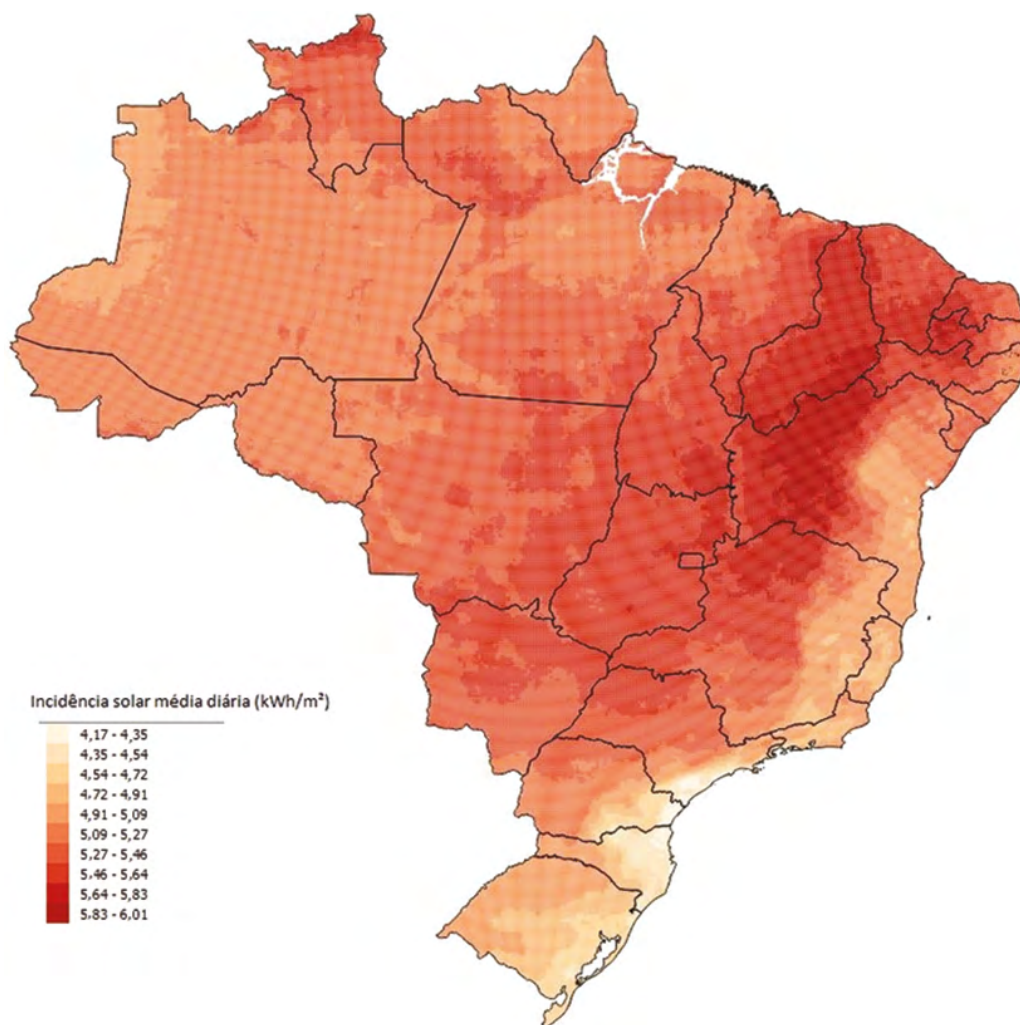 Incidência solar média diária (kWh/m²)
4,17 - 4,35
4,35 - 4,54
4,54 - 4,72
4,72 - 4,91
4,91 - 5,09
5,09 - 5,27
5,27 - 5,46
5,46 - 5,64
5,64 - 5,83
5,83 - 6,01